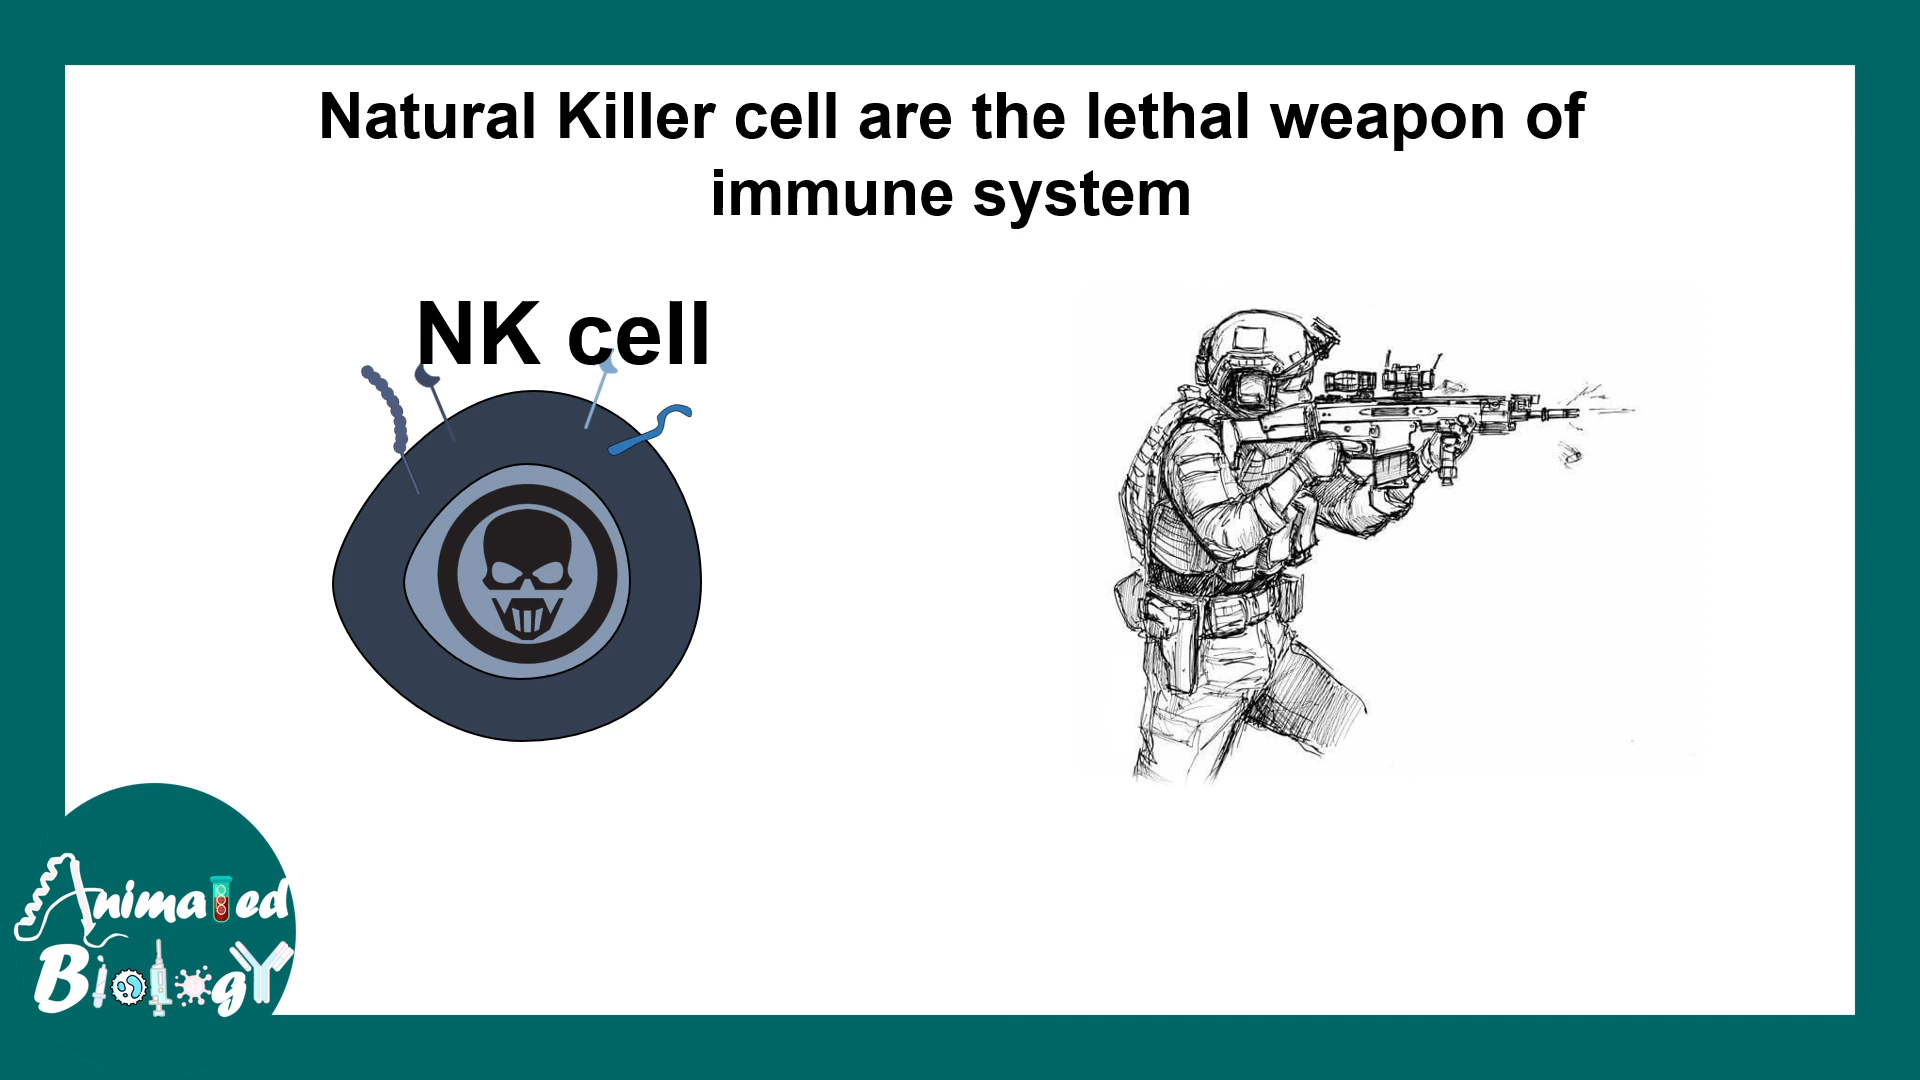 Natural Killer cell are the lethal weapon of
immune system
NK cell
Animated
Biology